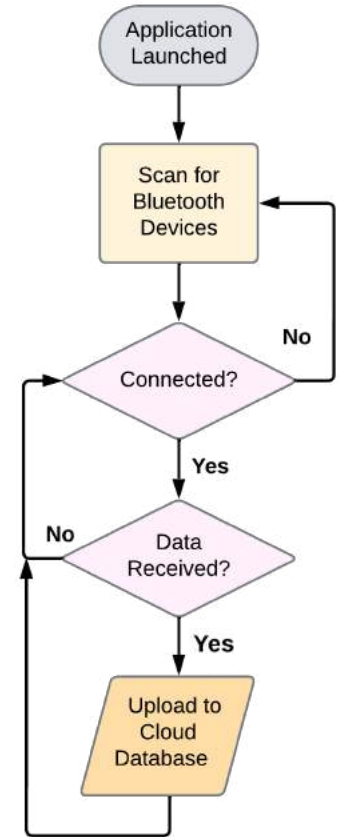 Application
Launched
Scan for
Bluetooth
Devices
No
Connected?
Yes
No
Data
Received?
Yes
Upload to
Cloud
Database